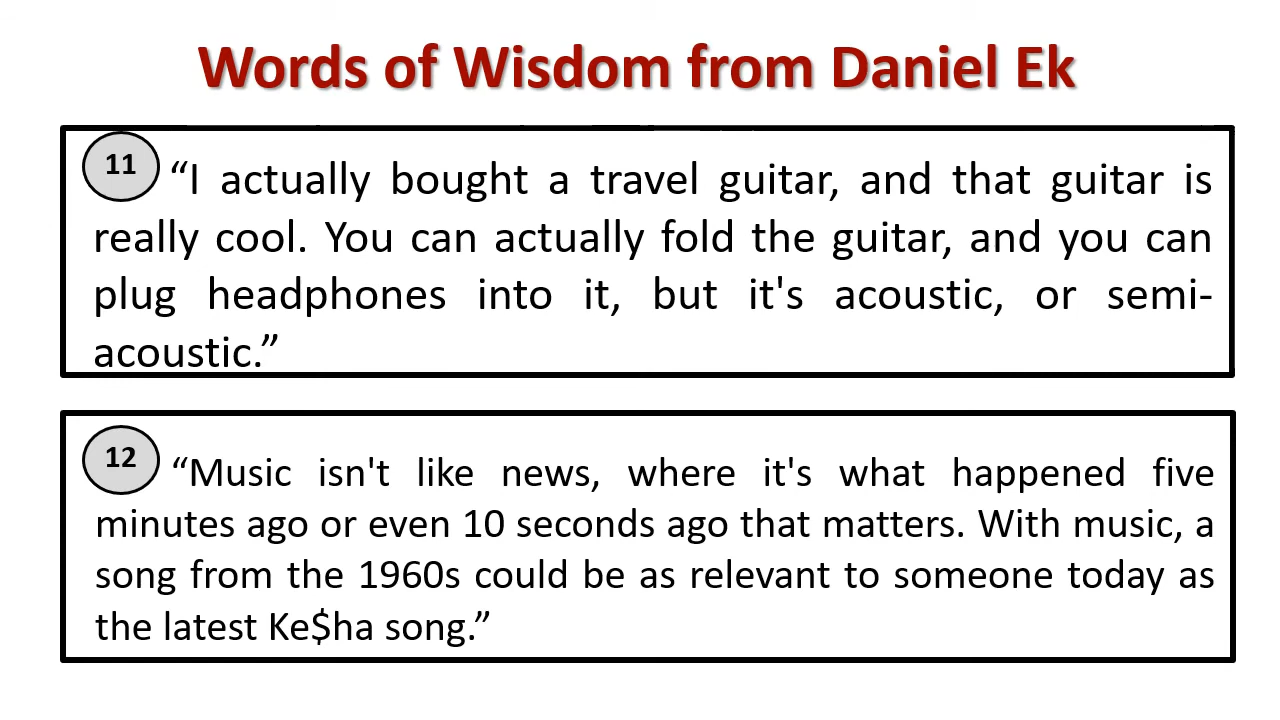 Words of Wisdom from Daniel Ek
11 “I actually bought a travel guitar, and that guitar is
really cool. You can actually fold the guitar, and you can
plug headphones into it, but it's acoustic, or semi-
acoustic.”
12 “Music isn't like news, where it's what happened five
minutes ago or even 10 seconds ago that matters. With music, a
song from the 1960s could be as relevant to someone today as
the latest Ke$ha song.”